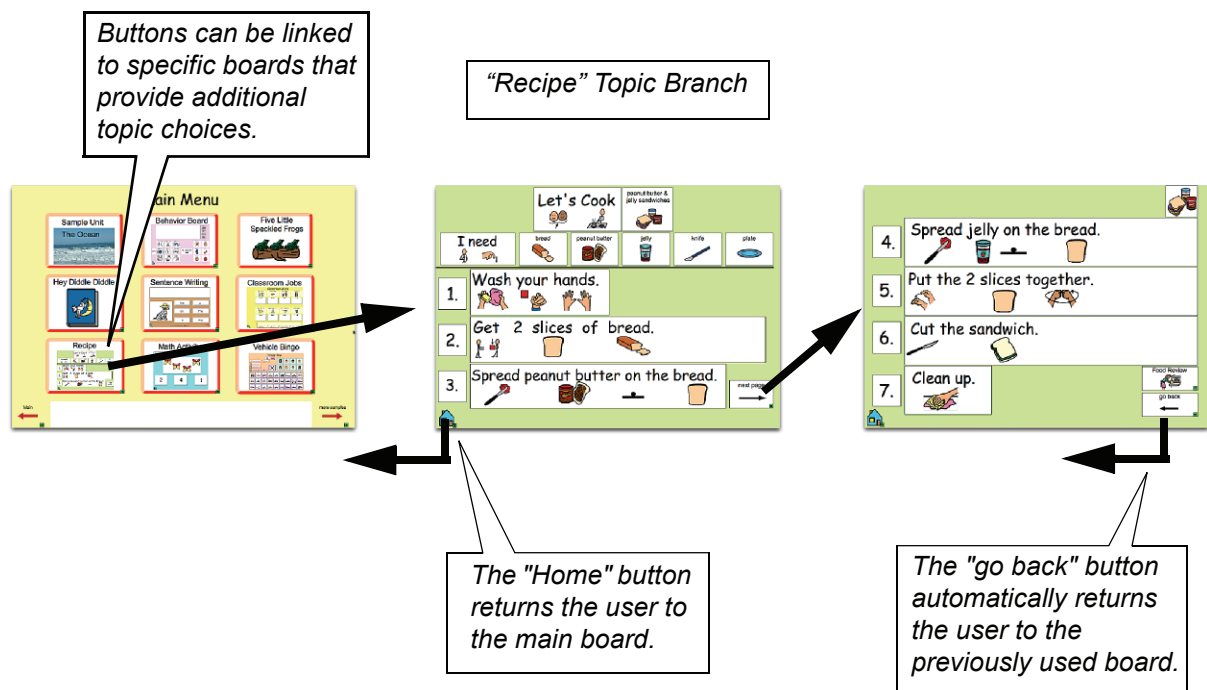 Buttons can be linked
to specific boards that
provide additional
topic choices.
“Recipe” Topic Branch
ain Menu
Sample Unit
The Ocean
Behavior Board
Five Little
Speckled Frogs
Hey Diddle Diddle
Sentence Writing
Classroom Jobs
Recipe
Math Activi
Vehicle Bingo
2 4 1
Main
more samples
Let's Cook
peanut butter &
jelly sandwiches
I need
bread
peanut butter
jelly
knife
plate
1. Wash your hands.
2. Get 2 slices of bread.
3. Spread peanut butter on the bread.
next page
4. Spread jelly on the bread.
5. Put the 2 slices together.
6. Cut the sandwich.
7. Clean up.
Food Review
go back
The "Home" button
returns the user to
the main board.
The "go back" button
automatically returns
the user to the
previously used board.